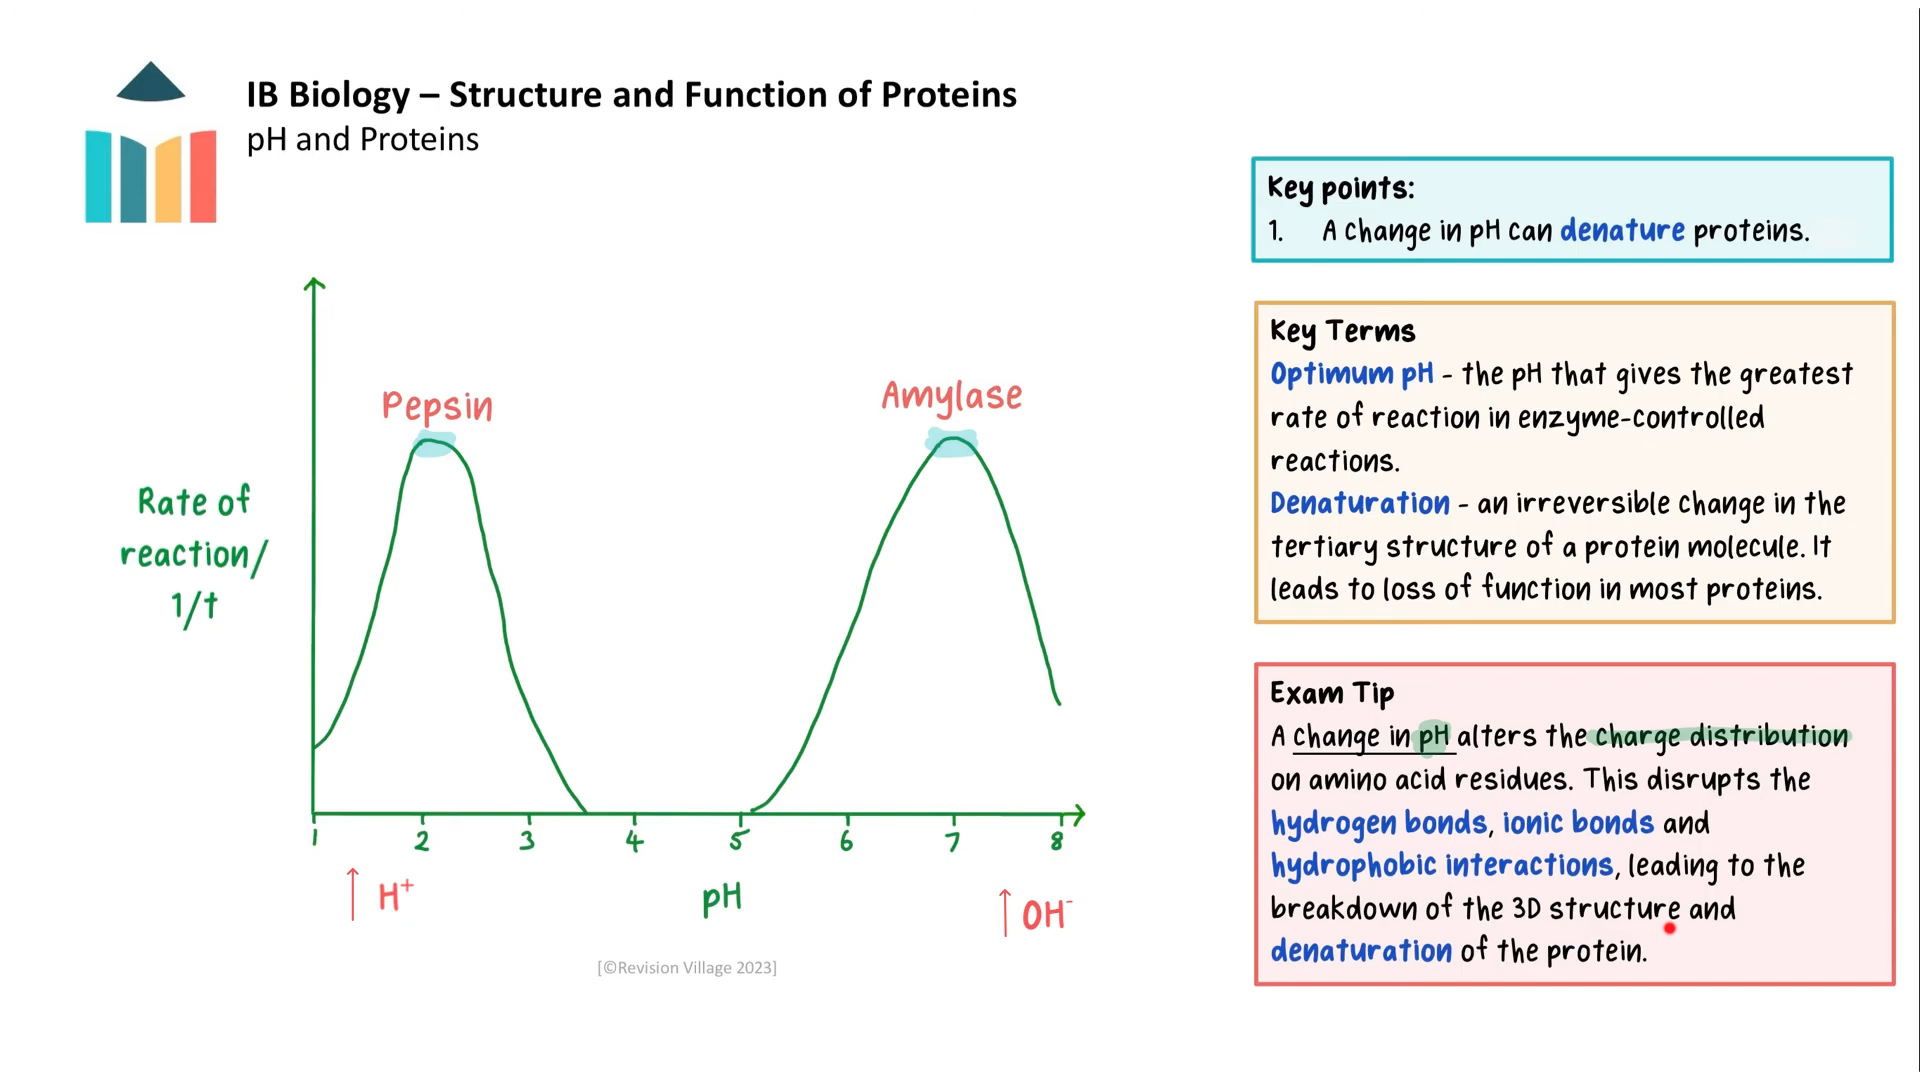 IB Biology – Structure and Function of Proteins
pH and Proteins
Key points:
1. A change in pH can denature proteins.
Key Terms
Optimum pH - the pH that gives the greatest
rate of reaction in enzyme-controlled
reactions.
Denaturation - an irreversible change in the
tertiary structure of a protein molecule. It
leads to loss of function in most proteins.
Exam Tip
A change in pH alters the charge distribution
on amino acid residues. This disrupts the
hydrogen bonds, ionic bonds and
hydrophobic interactions, leading to the
breakdown of the 3D structure and
denaturation of the protein.
Pepsin
Amylase
Rate of
reaction/
1/t
1 2 3 4 5 6 7 8
↑ H⁺
pH
↑ OH⁻
[©Revision Village 2023]